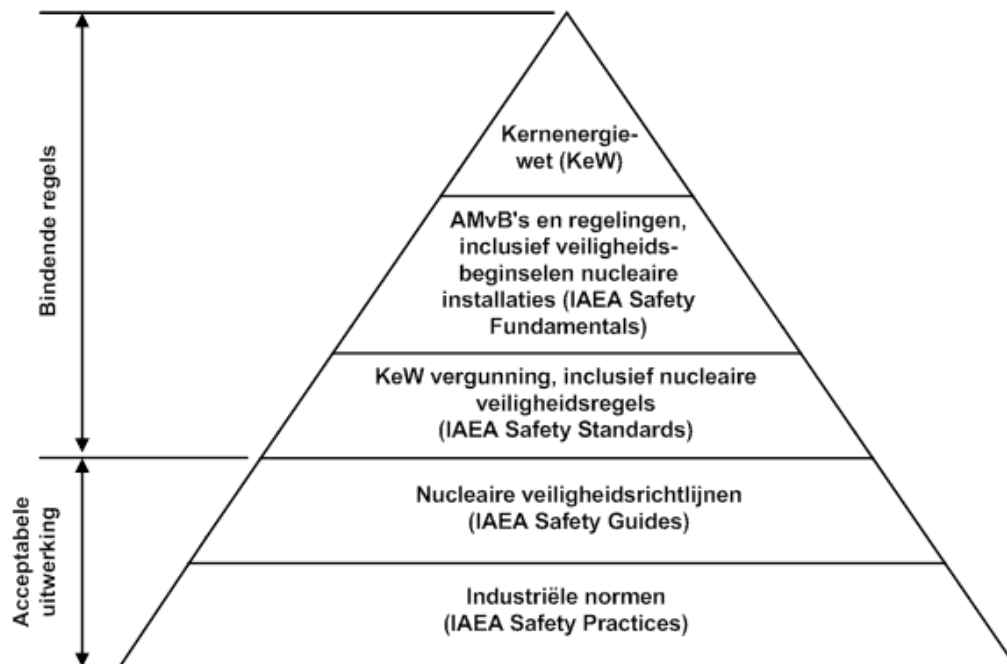 Kernenergie-
wet (KeW)
AMvB's en regelingen,
inclusief veiligheids-
beginselen nucleaire
installaties (IAEA Safety
Fundamentals)
KeW vergunning, inclusief nucleaire
veiligheidsregels
(IAEA Safety Standards)
Nucleaire veiligheidsrichtlijnen
(IAEA Safety Guides)
Industriële normen
(IAEA Safety Practices)
Bindende regels
Acceptabele
uitwerking